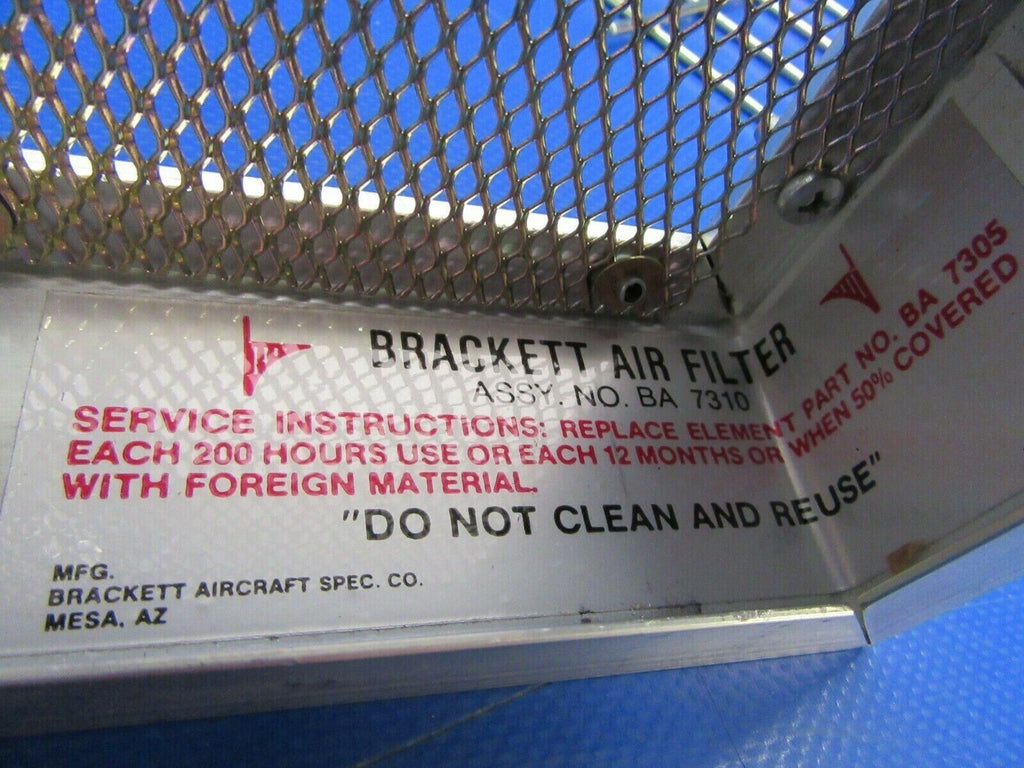 BRACKETT AIR FILTER
ASSY. NO. BA 7310
SERVICE INSTRUCTIONS: REPLACE ELEMENT PART NO. BA 7305
EACH 200 HOURS USE OR EACH 12 MONTHS OR WHEN 50% COVERED
WITH FOREIGN MATERIAL.
"DO NOT CLEAN AND REUSE"
MFG.
BRACKETT AIRCRAFT SPEC. CO.
MESA, AZ